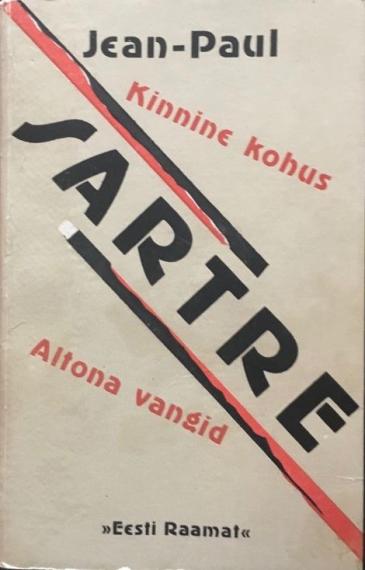 Jean-Paul
Kinnine kohus
SARTRE
Altona vangid
»Eesti Raamat«